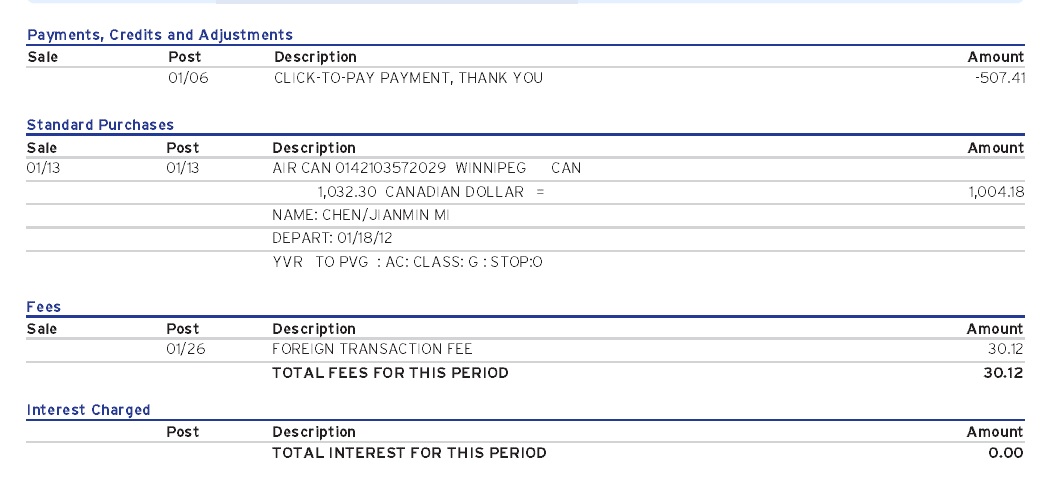 Payments, Credits and Adjustments
Sale Post Description Amount
01/06 CLICK-TO-PAY PAYMENT, THANK YOU -507.41
Standard Purchases
Sale Post Description Amount
01/13 01/13 AIR CAN 0142103572029 WINNIPEG CAN
1,032.30 CANADIAN DOLLAR = 1,004.18
NAME: CHEN/JIANMIN MI
DEPART: 01/18/12
YVR TO PVG : AC: CLASS: G : STOP:O
Fees
Sale Post Description Amount
01/26 FOREIGN TRANSACTION FEE 30.12
TOTAL FEES FOR THIS PERIOD 30.12
Interest Charged
Post Description Amount
TOTAL INTEREST FOR THIS PERIOD 0.00